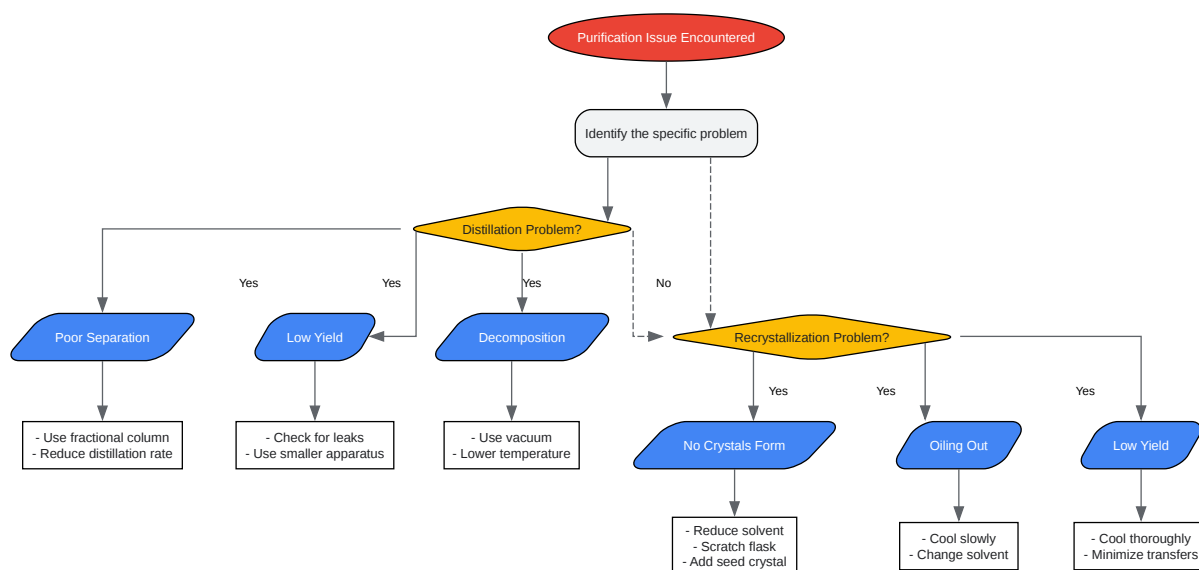 Purification Issue Encountered
Identify the specific problem
Distillation Problem?
Yes
Yes
Yes
No
Poor Separation
Low Yield
Decomposition
Recrystallization Problem?
Yes
Yes
Yes
- Use fractional column
- Reduce distillation rate
- Check for leaks
- Use smaller apparatus
- Use vacuum
- Lower temperature
No Crystals Form
Oiling Out
Low Yield
- Reduce solvent
- Scratch flask
- Add seed crystal
- Cool slowly
- Change solvent
- Cool thoroughly
- Minimize transfers